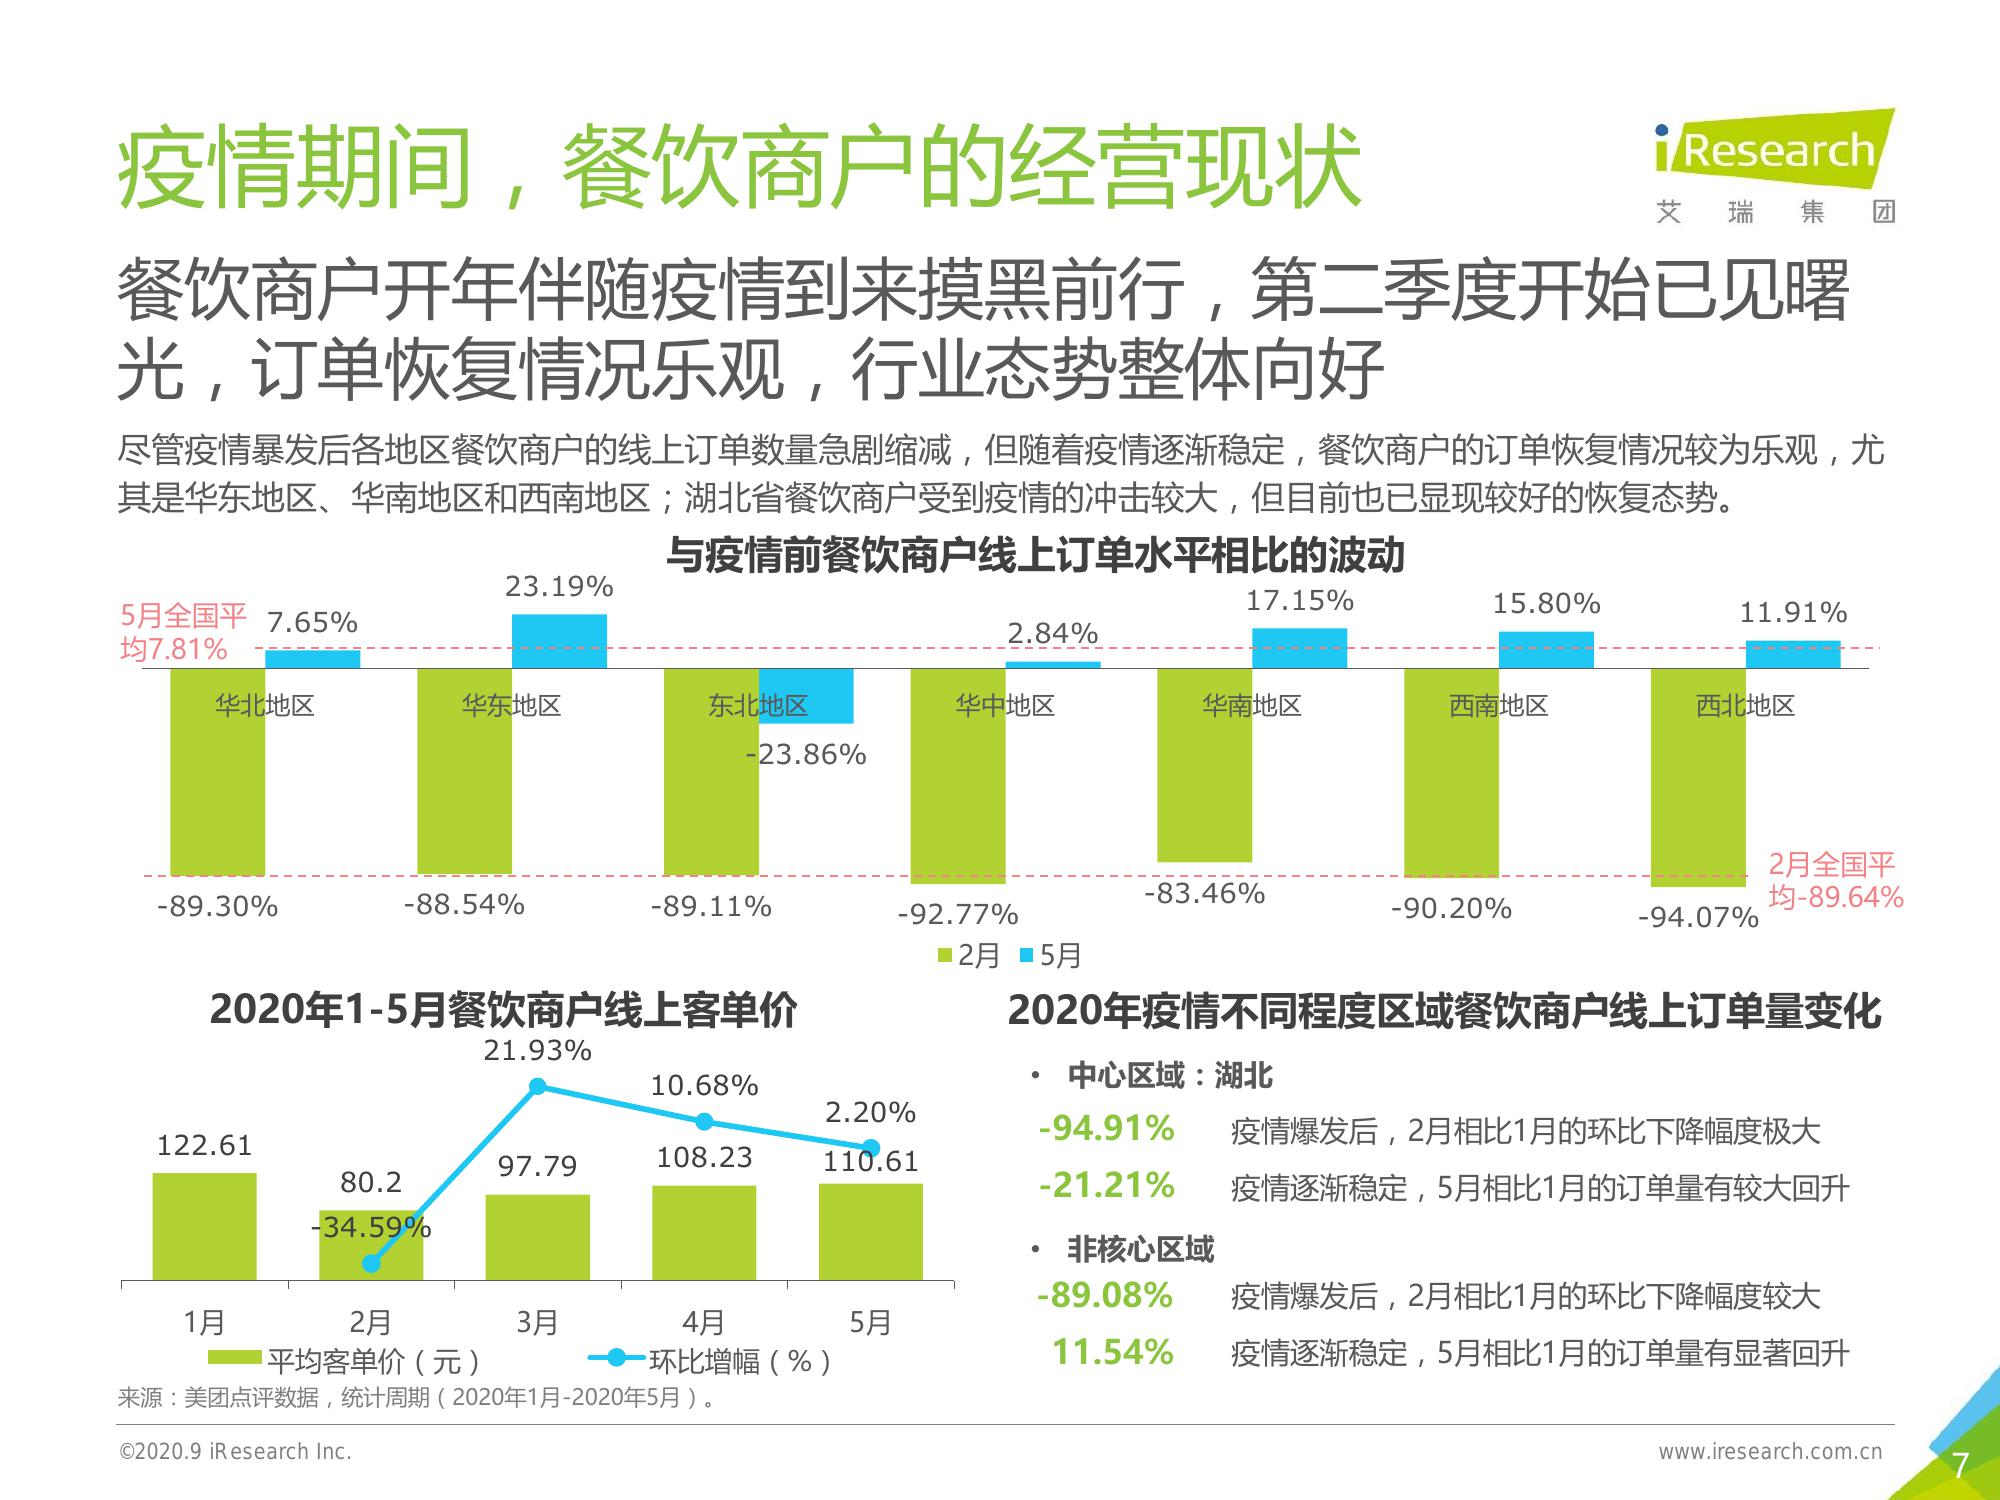 疫情期间，餐饮商户的经营现状
iResearch
艾瑞集团
餐饮商户开年伴随疫情到来摸黑前行，第二季度开始已见曙
光，订单恢复情况乐观，行业态势整体向好
尽管疫情暴发后各地区餐饮商户的线上订单数量急剧缩减，但随着疫情逐渐稳定，餐饮商户的订单恢复情况较为乐观，尤
其是华东地区、华南地区和西南地区；湖北省餐饮商户受到疫情的冲击较大，但目前也已显现较好的恢复态势。
与疫情前餐饮商户线上订单水平相比的波动
5月全国平
均7.81%
7.65% 23.19% 2.84% 17.15% 15.80% 11.91%
华北地区 华东地区 东北地区 华中地区 华南地区 西南地区 西北地区
-23.86%
2月全国平
均-89.64%
-89.30% -88.54% -89.11% -92.77% -83.46% -90.20% -94.07%
2月 5月
2020年1-5月餐饮商户线上客单价
21.93%
10.68%
2.20%
122.61 80.2 97.79 108.23 110.61
-34.59%
1月 2月 3月 4月 5月
平均客单价（元） 环比增幅（%）
2020年疫情不同程度区域餐饮商户线上订单量变化
• 中心区域：湖北
-94.91% 疫情爆发后，2月相比1月的环比下降幅度极大
-21.21% 疫情逐渐稳定，5月相比1月的订单量有较大回升
• 非核心区域
-89.08% 疫情爆发后，2月相比1月的环比下降幅度较大
11.54% 疫情逐渐稳定，5月相比1月的订单量有显著回升
来源：美团点评数据，统计周期（2020年1月-2020年5月）。
©2020.9 iResearch Inc.
www.iresearch.com.cn
7